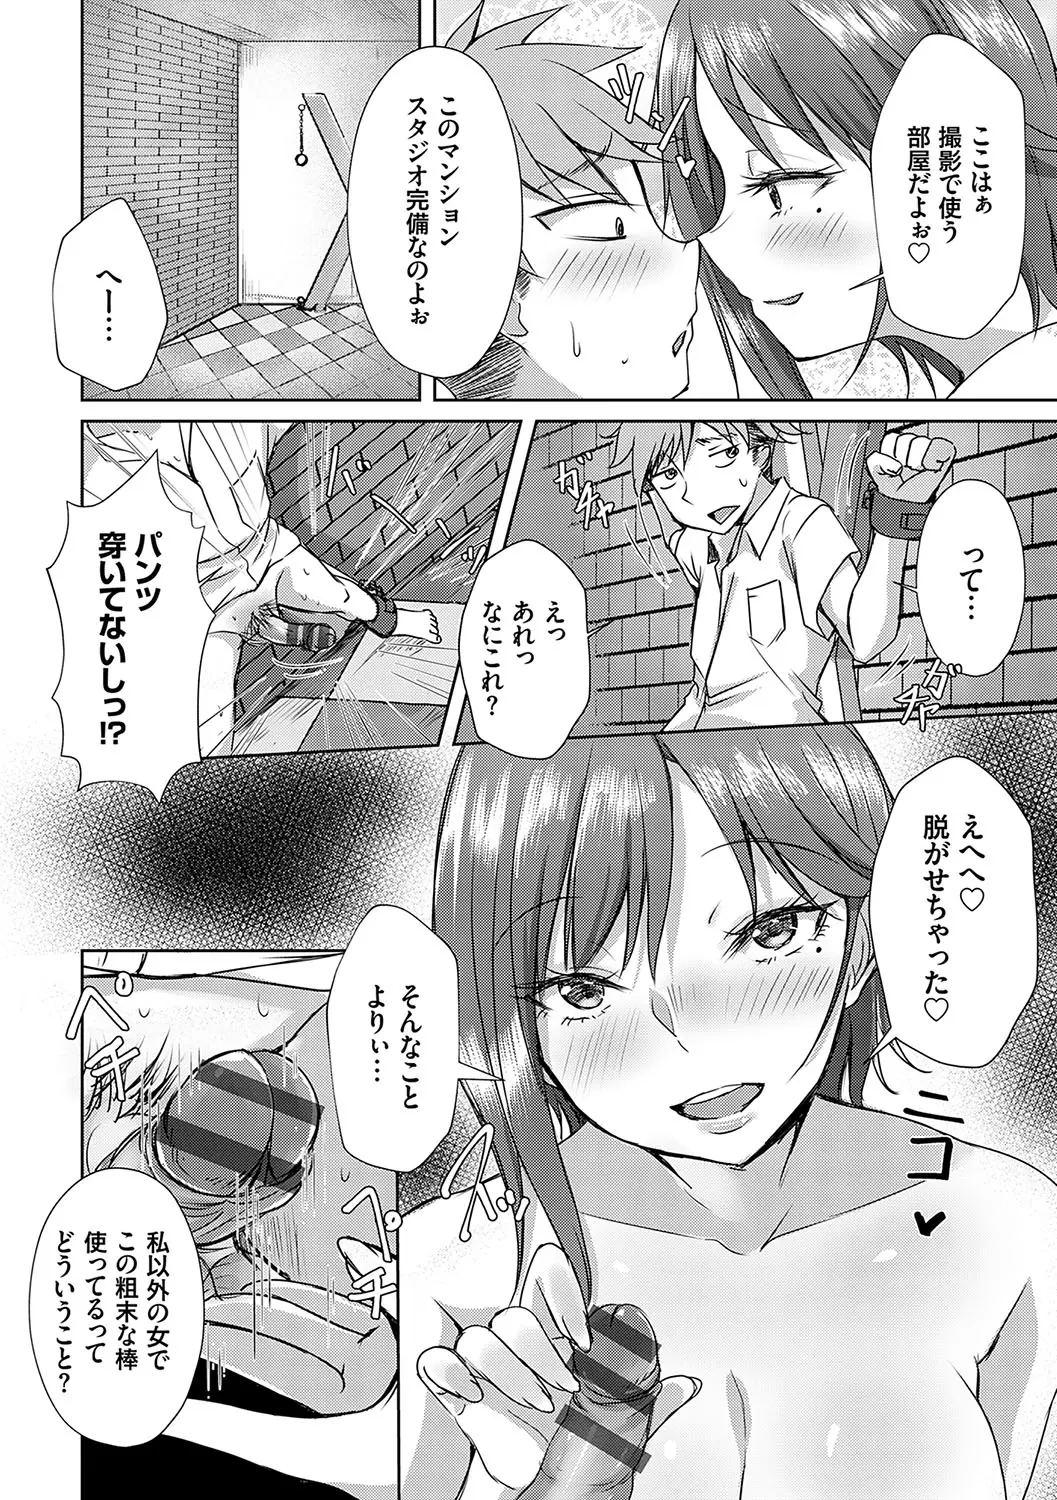 ここはぁ
撮影で使う
部屋だよぉ♡
このマンション
スタジオ完備なのよぉ
へー…
って…
ガチャ
ガチャ
えっ
あれっ
なにこれ？
パンツ
穿いてないしっ!?
えへへ♡
脱がせちゃった♡
ニコ
そんなこと
よりぃ…
ペチ
ペチ
私以外の女で
この粗末な棒
使ってるって
どういうこと？